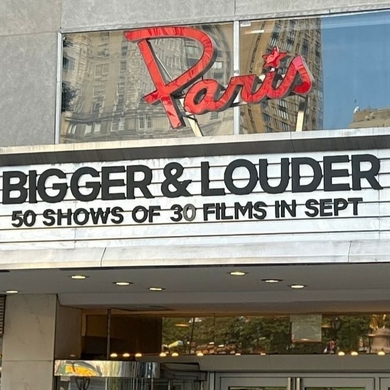 Paris
BIGGER & LOUDER
50 SHOWS OF 30 FILMS IN SEPT